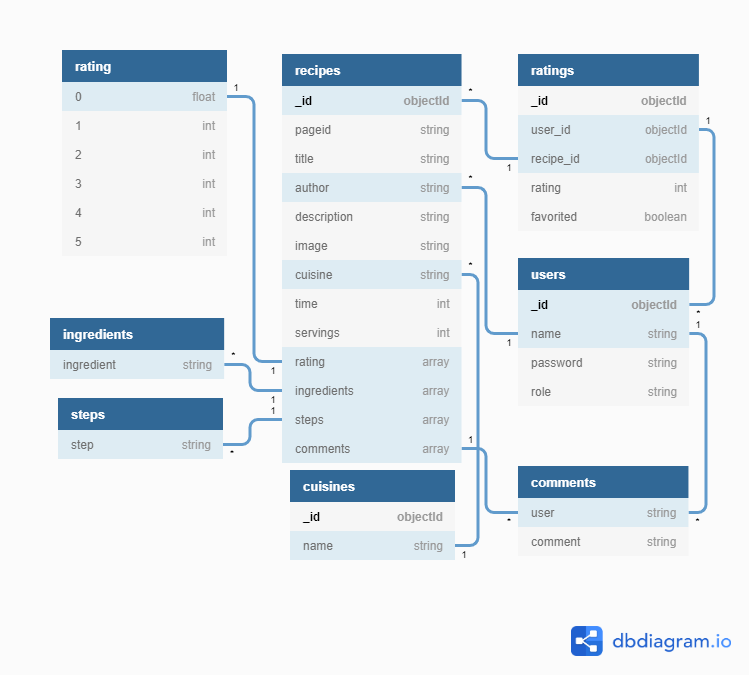 rating
0 float
1 int
2 int
3 int
4 int
5 int
recipes
_id objectId
pageid string
title string
author string
description string
image string
cuisine string
time int
servings int
rating array
ingredients array
steps array
comments array
ratings
_id objectId
user_id objectId
recipe_id objectId
rating int
favorited boolean
users
_id objectId
name string
password string
role string
ingredients
ingredient string
steps
step string
cuisines
_id objectId
name string
comments
user string
comment string
1
1
*
1
*
1
*
1
1
*
1
*
*
1
1
*
1
*
dbdiagram.io